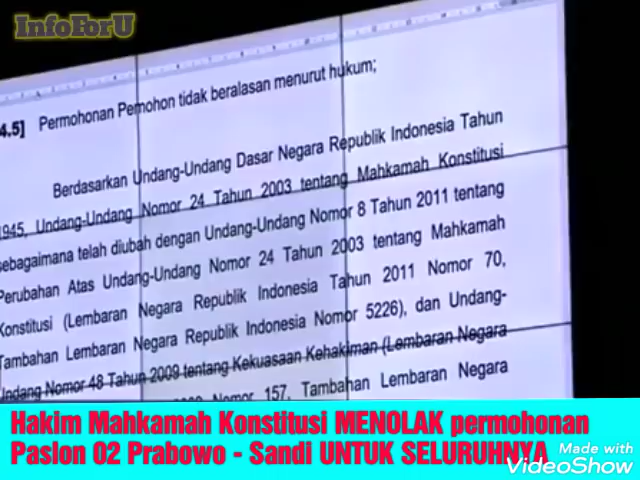 InfoForU
4.5] Permohonan Pemohon tidak beralasan menurut hukum;
Berdasarkan Undang-Undang Dasar Negara Republik Indonesia Tahun
1945, Undang-Undang Nomor 24 Tahun 2003 tentang Mahkamah Konstitusi
sebagaimana telah diubah dengan Undang-Undang Nomor 8 Tahun 2011 tentang
Perubahan Atas Undang-Undang Nomor 24 Tahun 2003 tentang Mahkamah
Konstitusi (Lembaran Negara Republik Indonesia Tahun 2011 Nomor 70,
Tambahan Lembaran Negara Republik Indonesia Nomor 5226), dan Undang-
Undang Nomor 48 Tahun 2009 tentang Kekuasaan Kehakiman (Lembaran Negara
Nomor 157, Tambahan Lembaran Negara
Hakim Mahkamah Konstitusi MENOLAK permohonan
Paslon 02 Prabowo - Sandi UNTUK SELURUHNYA
Made with
VideoShow